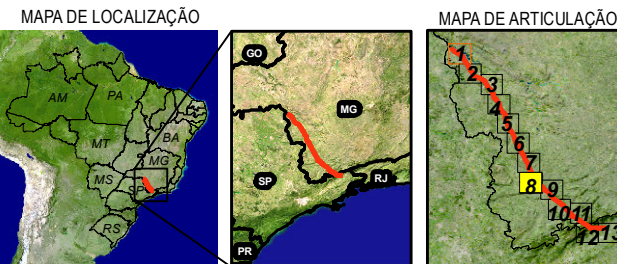 MAPA DE LOCALIZAÇÃO
AM
PA
MT
BA
MG
MS
SP
RS
GO
MG
SP
RJ
PR
MAPA DE ARTICULAÇÃO
1
2
3
4
5
6
7
8
9
10
11
12
13